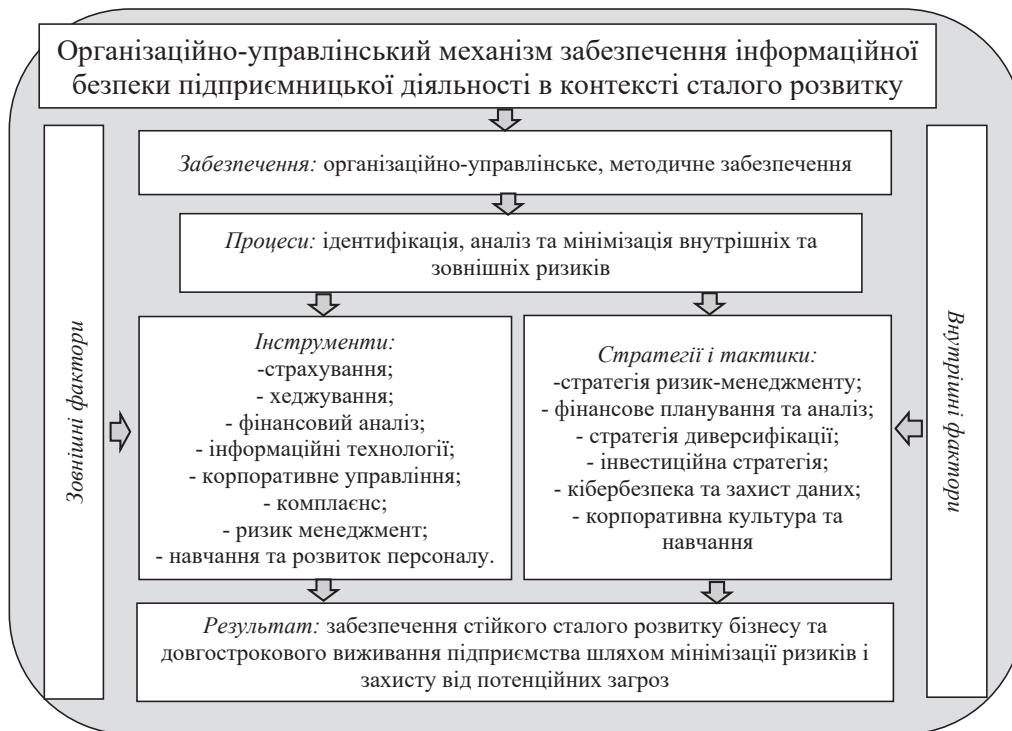 Організаційно-управлінський механізм забезпечення інформаційної
безпеки підприємницької діяльності в контексті сталого розвитку
Забезпечення: організаційно-управлінське, методичне забезпечення
Процеси: ідентифікація, аналіз та мінімізація внутрішніх та
зовнішніх ризиків
Зовнішні фактори
Інструменти:
-страхування;
- хеджування;
- фінансовий аналіз;
- інформаційні технології;
- корпоративне управління;
- комплаєнс;
- ризик менеджмент;
- навчання та розвиток персоналу.
Стратегії і тактики:
-стратегія ризик-менеджменту;
- фінансове планування та аналіз;
- стратегія диверсифікації;
- інвестиційна стратегія;
- кібербезпека та захист даних;
- корпоративна культура та
навчання
Внутрішні фактори
Результат: забезпечення стійкого сталого розвитку бізнесу та
довгострокового виживання підприємства шляхом мінімізації ризиків і
захисту від потенційних загроз